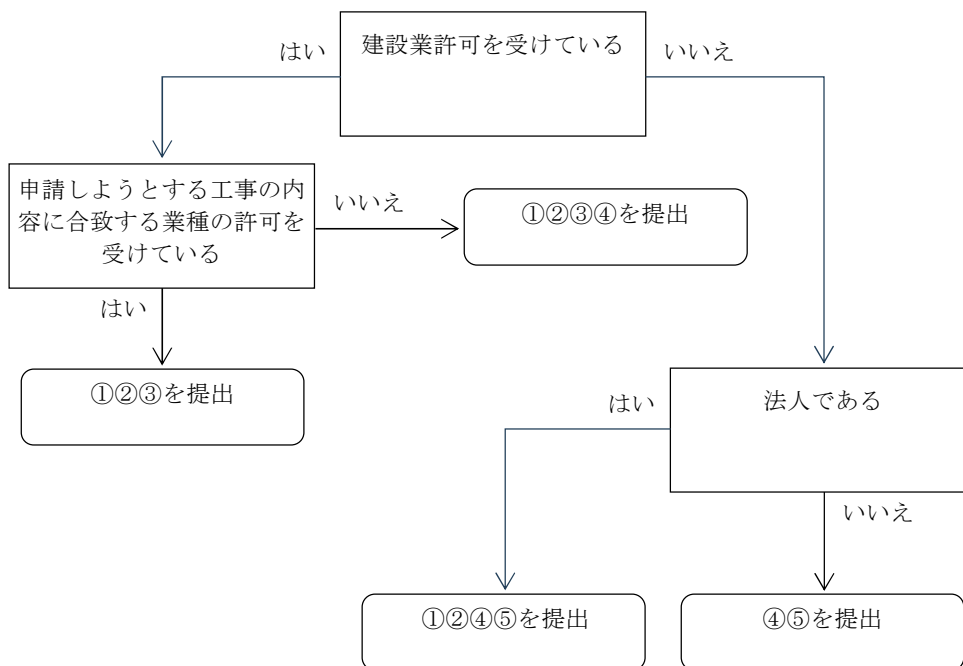 建設業許可を受けている
はい
いいえ
申請しようとする工事の内
容に合致する業種の許可を
受けている
いいえ
①②③④を提出
はい
①②③を提出
法人である
はい
いいえ
①②④⑤を提出
④⑤を提出